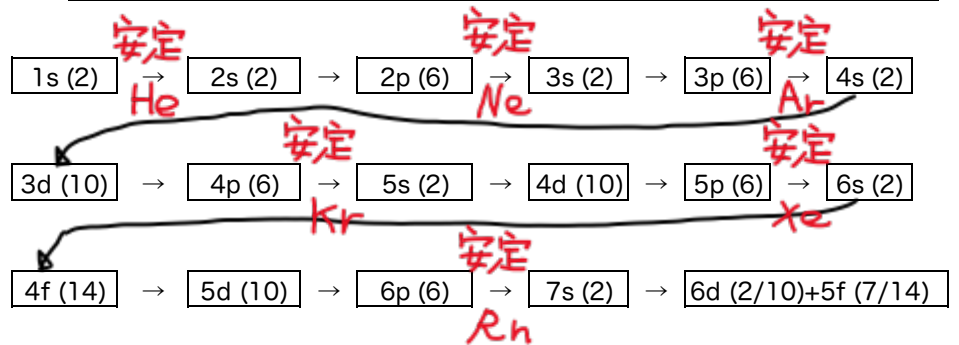 安定 安定 安定
1s (2) → 2s (2) → 2p (6) → 3s (2) → 3p (6) → 4s (2)
He Ne Ar
安定 安定
3d (10) → 4p (6) → 5s (2) → 4d (10) → 5p (6) → 6s (2)
Kr Xe
安定
4f (14) → 5d (10) → 6p (6) → 7s (2) → 6d (2/10)+5f (7/14)
Rn